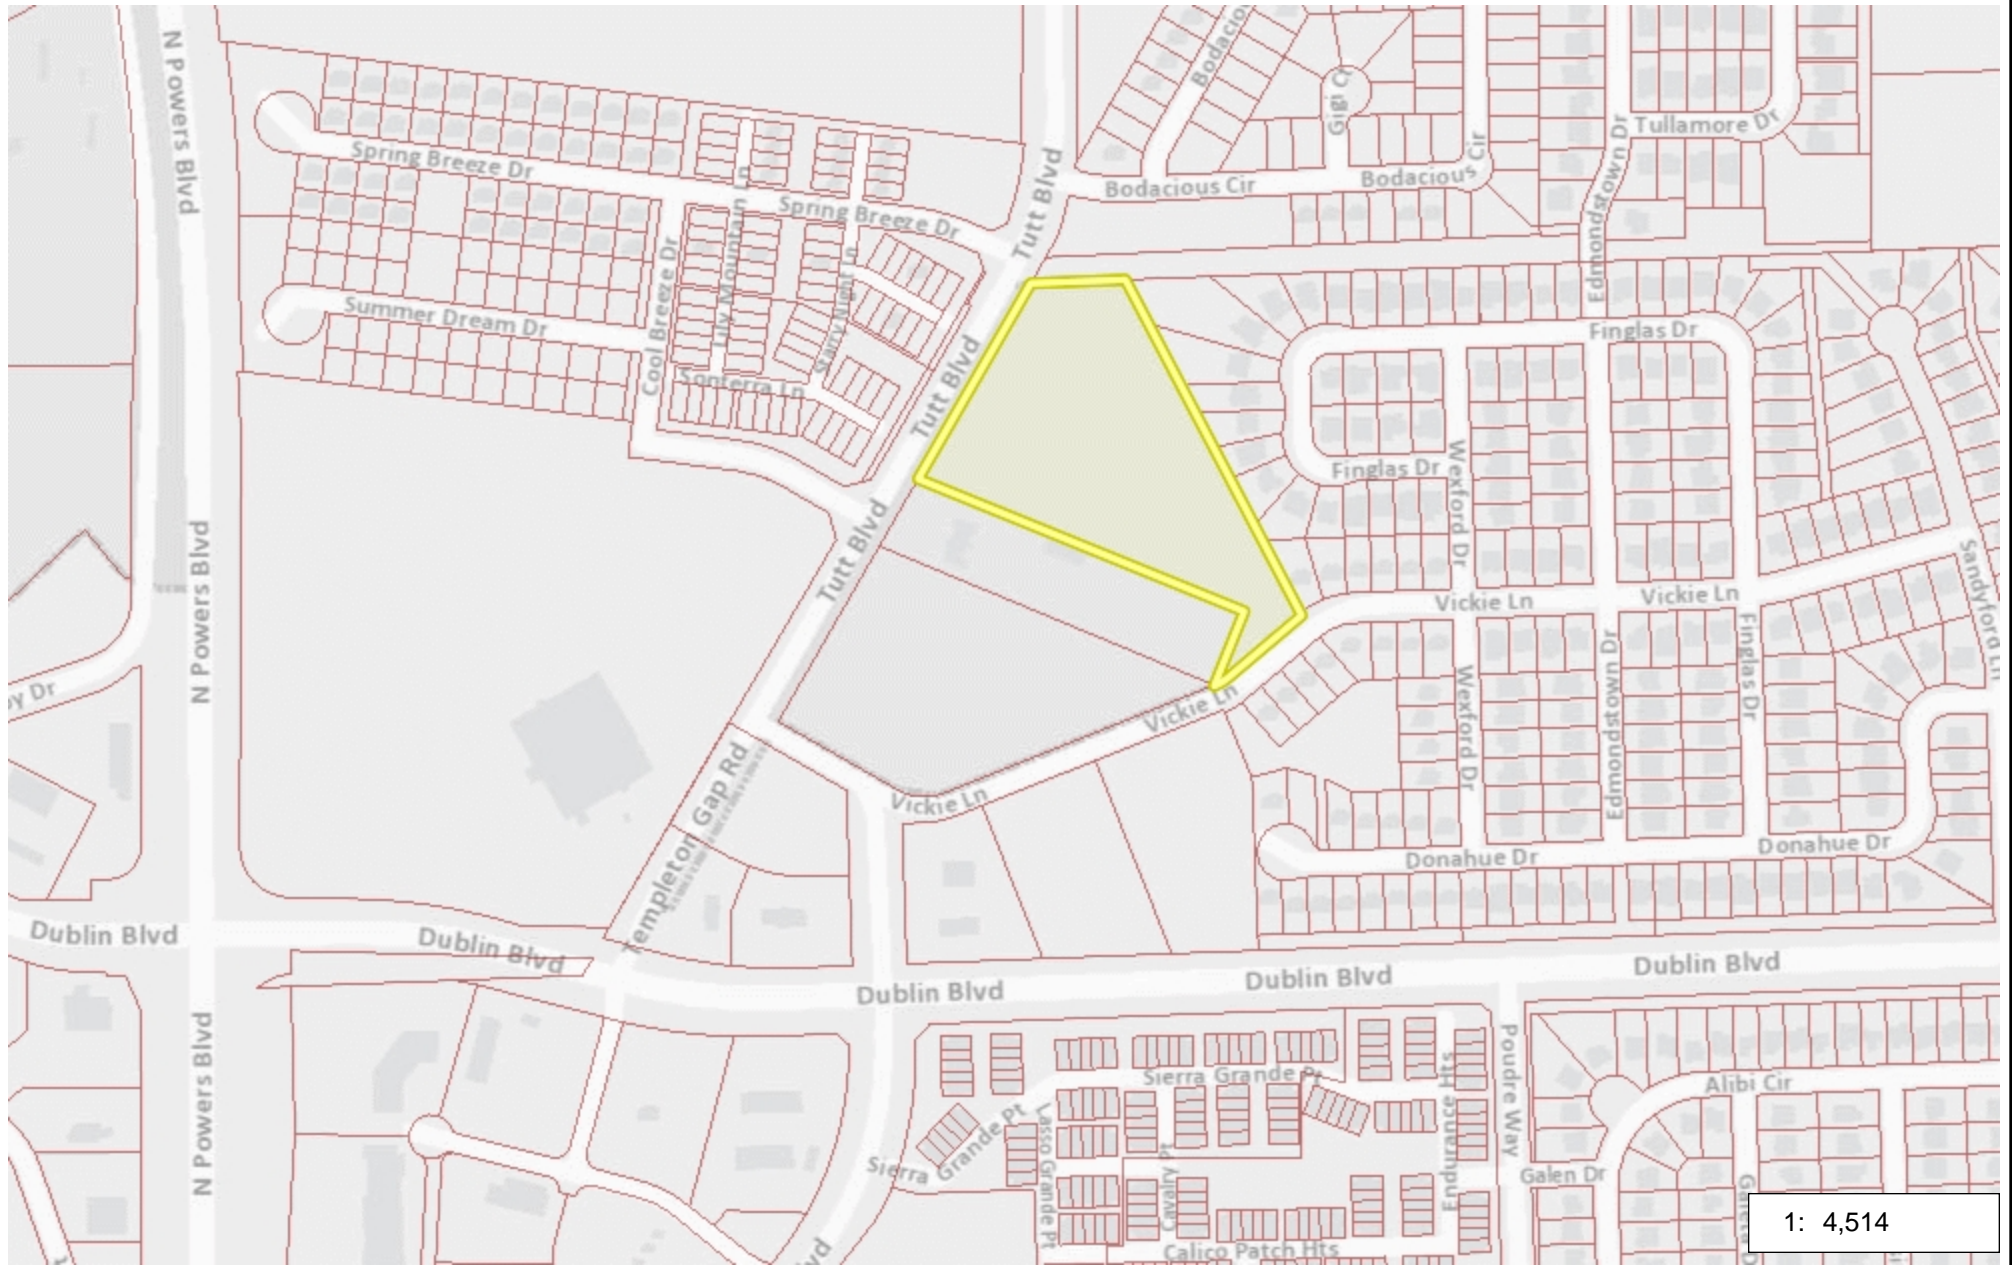 N Powers Blvd
Bodacious
Gigi Ct
Tullamore Dr
Edmondstown Dr
Spring Breeze Dr
Bodacious Cir
Bodacious Cir
Tutt Blvd
Lily Mountain Ln
Spring Breeze Dr
Starry Night Ln
Cool Breeze Dr
Summer Dream Dr
Finglas Dr
Tutt Blvd
Sonterra Ln
Finglas Dr
Wexford Dr
N Powers Blvd
Tutt Blvd
Vickie Ln
Vickie Ln
Sandyford Ln
y Dr
Vickie Ln
Wexford Dr
Edmondstown Dr
Finglas Dr
Templeton Gap Rd
Vickie Ln
Donahue Dr
Donahue Dr
Dublin Blvd
Dublin Blvd
Dublin Blvd
Dublin Blvd
Dublin Blvd
N Powers Blvd
Sierra Grande Pt
Poudre Way
Endurance Hts
Alibi Cir
Sierra Grande Pt
Lasso Grande Pt
Cavalry Pt
Galen Dr
Calico Patch Hts
vd
1: 4,514